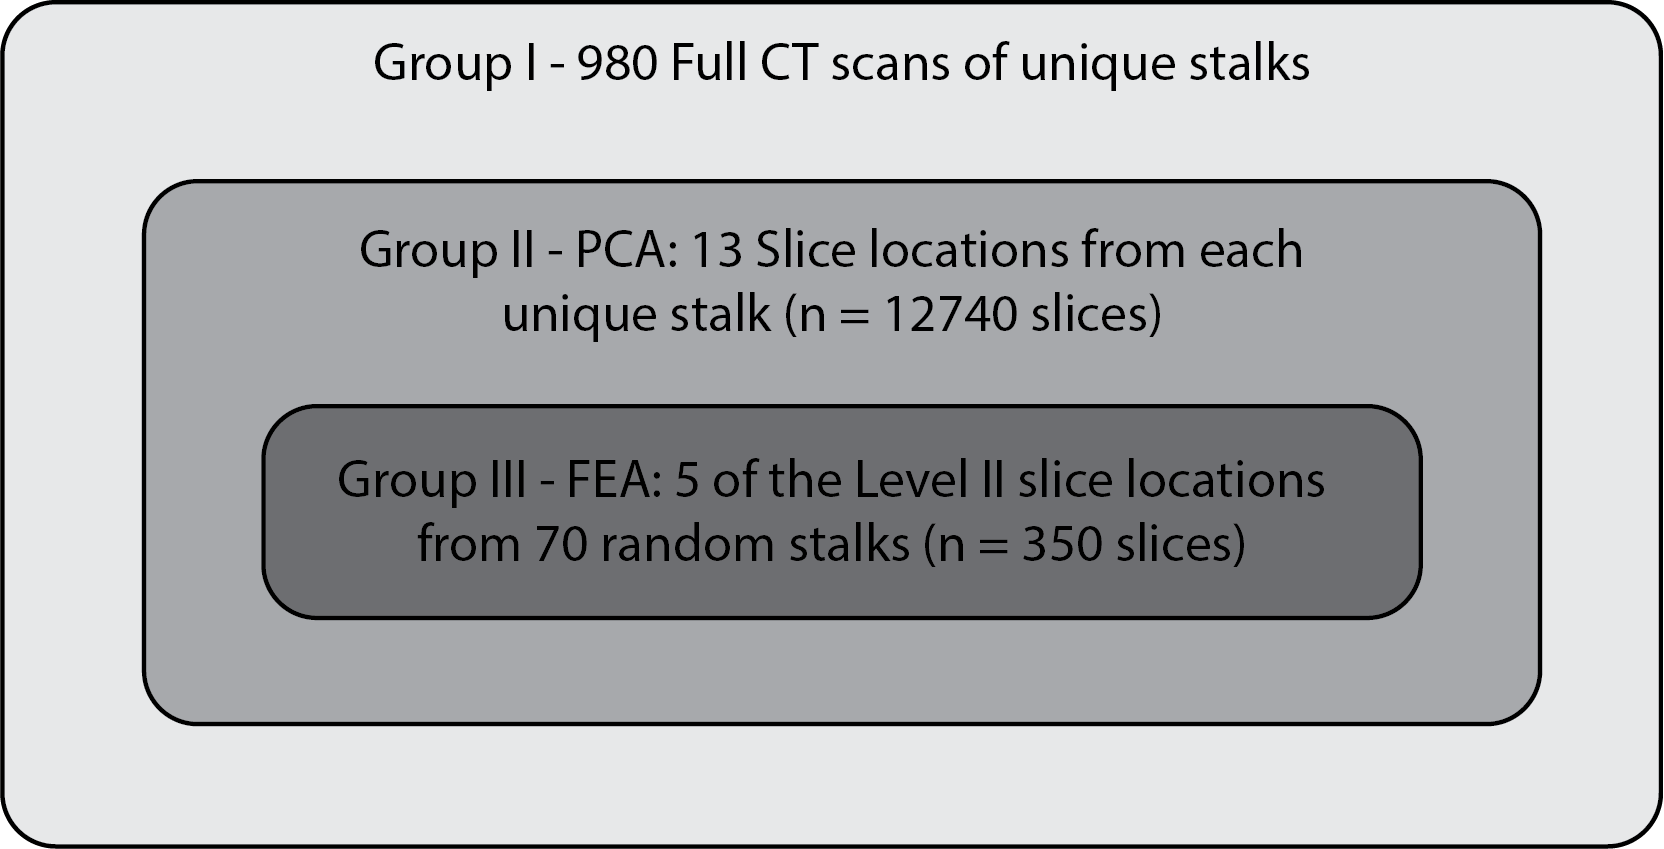 Group I - 980 Full CT scans of unique stalks
Group II - PCA: 13 Slice locations from each
unique stalk (n = 12740 slices)
Group III - FEA: 5 of the Level II slice locations
from 70 random stalks (n = 350 slices)